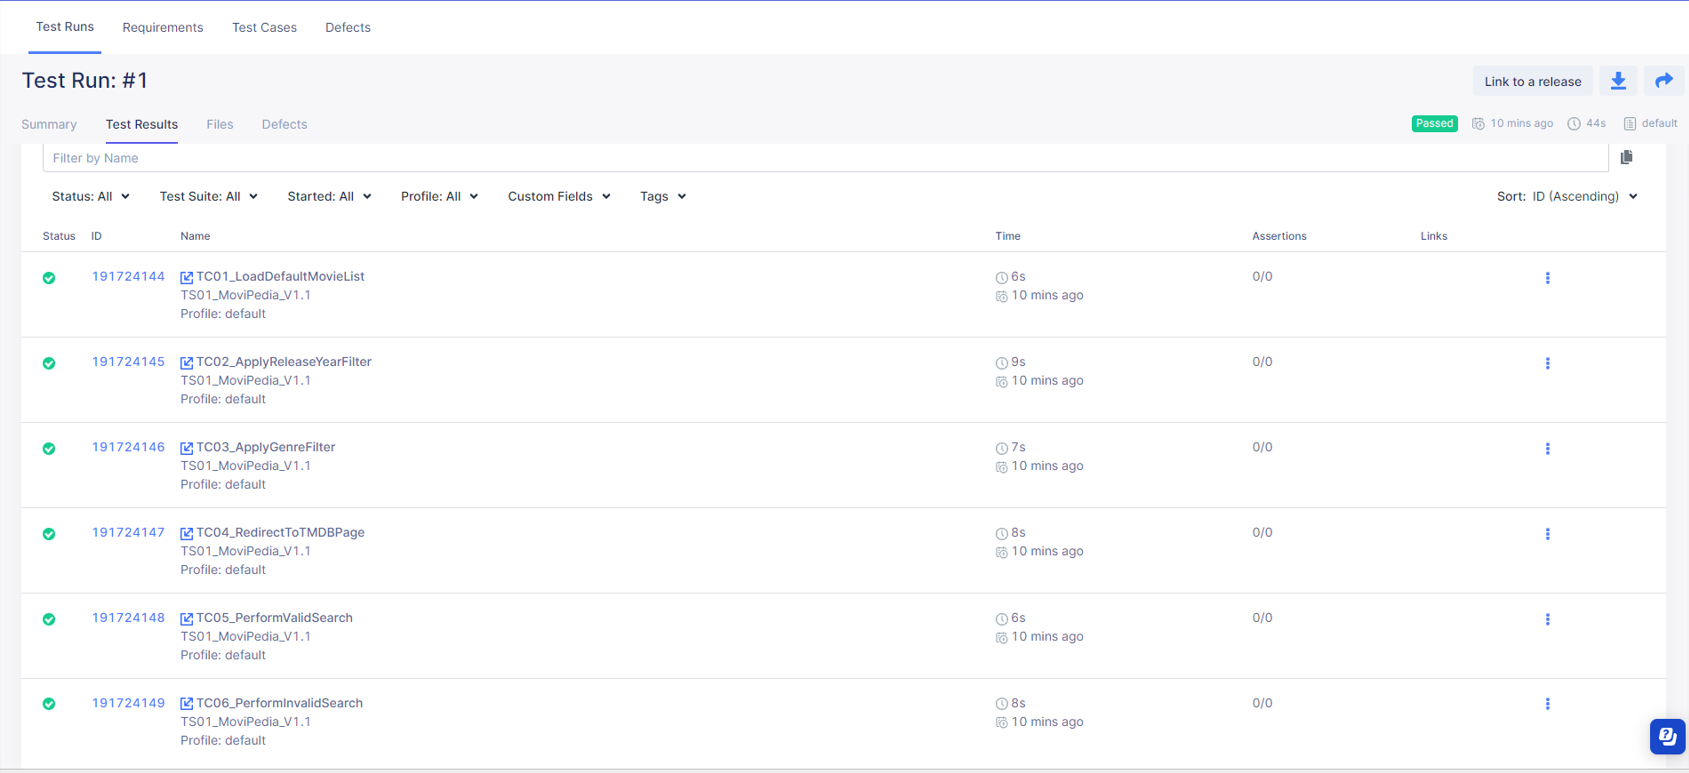 Test Runs Requirements Test Cases Defects
Test Run: #1
Link to a release
Summary Test Results Files Defects
Passed 10 mins ago 44s default
Filter by Name
Status: All Test Suite: All Started: All Profile: All Custom Fields Tags Sort: ID (Ascending)
Status ID Name Time Assertions Links
191724144 TC01_LoadDefaultMovieList 6s 0/0
TS01_MoviPedia_V1.1 10 mins ago
Profile: default
191724145 TC02_ApplyReleaseYearFilter 9s 0/0
TS01_MoviPedia_V1.1 10 mins ago
Profile: default
191724146 TC03_ApplyGenreFilter 7s 0/0
TS01_MoviPedia_V1.1 10 mins ago
Profile: default
191724147 TC04_RedirectToTMDBPage 8s 0/0
TS01_MoviPedia_V1.1 10 mins ago
Profile: default
191724148 TC05_PerformValidSearch 6s 0/0
TS01_MoviPedia_V1.1 10 mins ago
Profile: default
191724149 TC06_PerformInvalidSearch 8s 0/0
TS01_MoviPedia_V1.1 10 mins ago
Profile: default